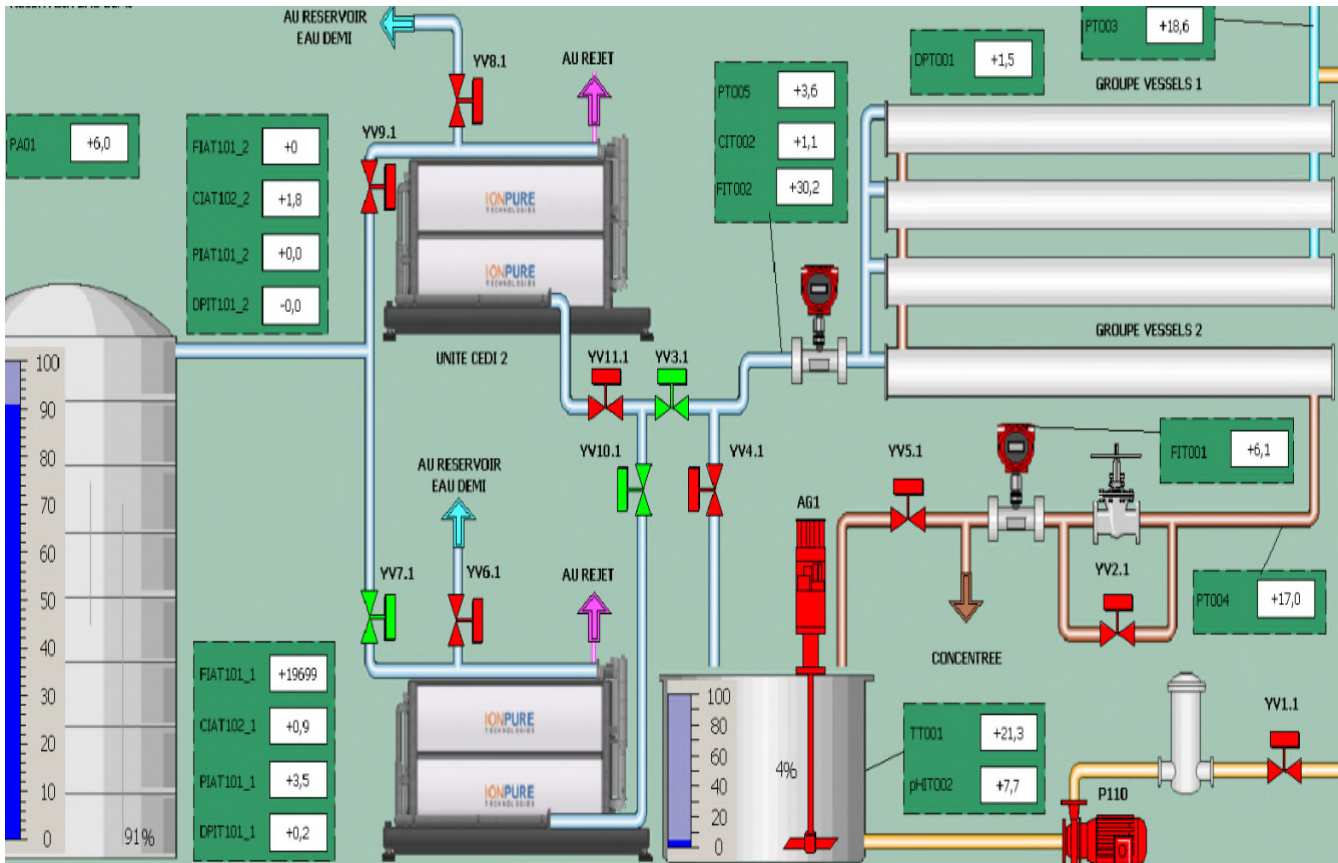 AU RESERVOIR
EAU DEMI
YV8.1
AU REJET
YV9.1
PA01
+6,0
FIAT101_2
+0
CIAT102_2
+1,8
PIAT101_2
+0,0
DPIT101_2
-0,0
IONPURE
TECHNOLOGIES
IONPURE
TECHNOLOGIES
UNITE CEDI 2
PT005
+3,6
CIT002
+1,1
FIT002
+30,2
DPT001
+1,5
PT003
+18,6
GROUPE VESSELS 1
GROUPE VESSELS 2
100
90
80
70
60
50
40
30
20
10
0
91%
YV11.1
YV3.1
YV10.1
YV4.1
AU RESERVOIR
EAU DEMI
YV7.1
YV6.1
AU REJET
FIAT101_1
+19699
CIAT102_1
+0,9
PIAT101_1
+3,5
DPIT101_1
+0,2
IONPURE
TECHNOLOGIES
IONPURE
TECHNOLOGIES
AG1
YV5.1
FIT001
+6,1
YV2.1
PT004
+17,0
CONCENTREE
100
80
60
40
20
0
4%
TT001
+21,3
pHIT002
+7,7
P110
YV1.1